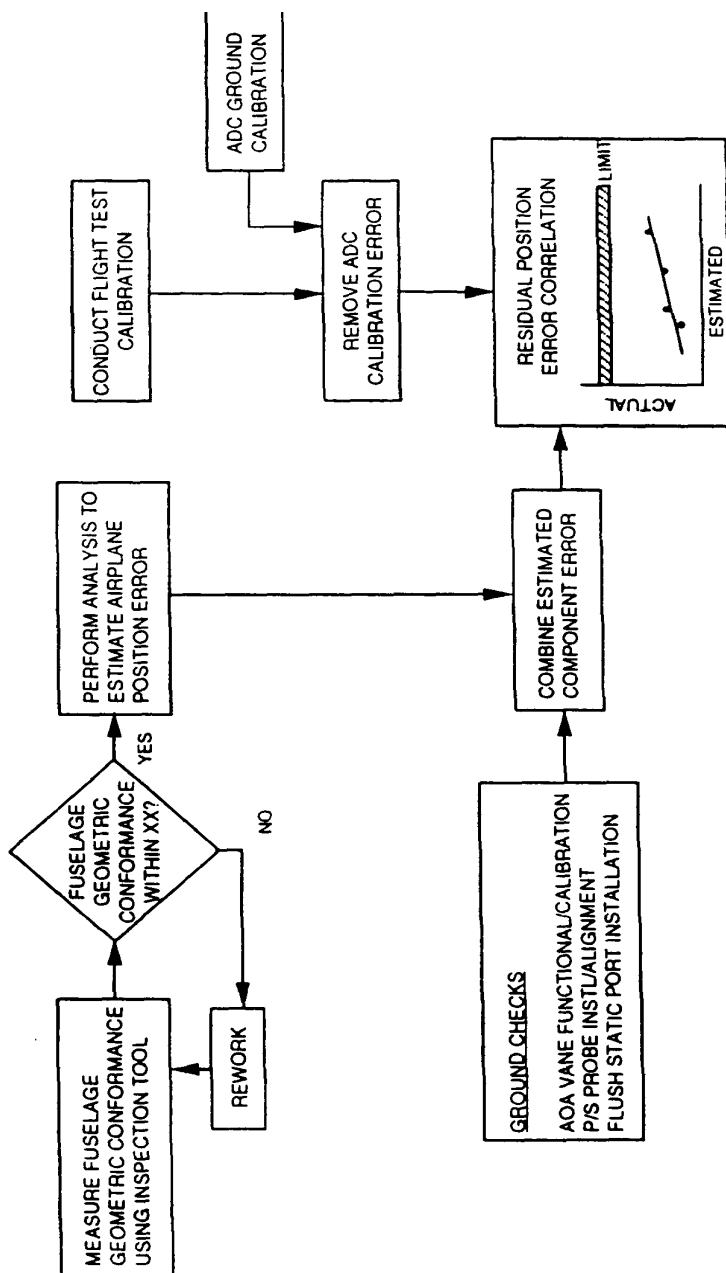 MEASURE FUSELAGE
GEOMETRIC CONFORMANCE
USING INSPECTION TOOL
FUSELAGE
GEOMETRIC
CONFORMANCE
WITHIN XX?
YES
NO
REWORK
PERFORM ANALYSIS TO
ESTIMATE AIRPLANE
POSITION ERROR
CONDUCT FLIGHT TEST
CALIBRATION
ADC GROUND
CALIBRATION
REMOVE ADC
CALIBRATION ERROR
GROUND CHECKS
AOA VANE FUNCTIONAL/CALIBRATION
P/S PROBE INSTL/ALIGNMENT
FLUSH STATIC PORT INSTALLATION
COMBINE ESTIMATED
COMPONENT ERROR
RESIDUAL POSITION
ERROR CORRELATION
LIMIT
ACTUAL
ESTIMATED